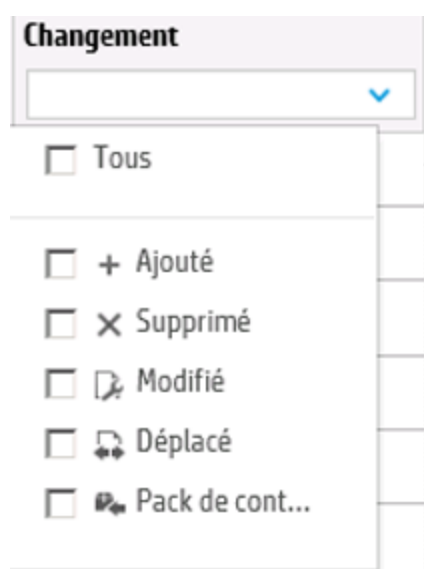 Changement
Tous
Ajouté
Supprimé
Modifié
Déplacé
Pack de cont...